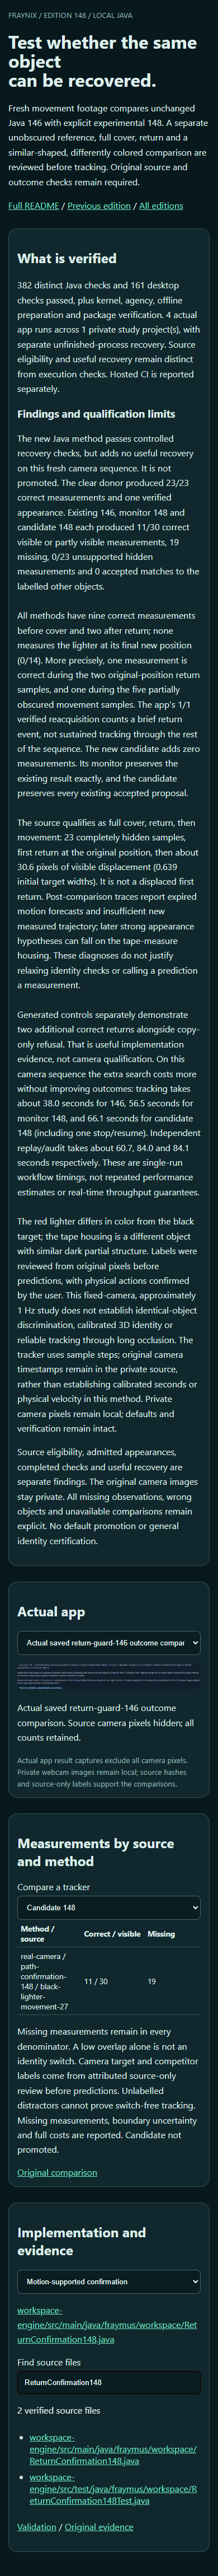 FRAYNIX / EDITION 148 / LOCAL JAVA
Test whether the same
object
can be recovered.
Fresh movement footage compares unchanged
Java 146 with explicit experimental 148. A separate
unobscured reference, full cover, return and a
similar-shaped, differently colored comparison are
reviewed before tracking. Original source and
outcome checks remain required.
Full README / Previous edition / All editions
What is verified
382 distinct Java checks and 161 desktop
checks passed, plus kernel, agency, offline
preparation and package verification. 4 actual
app runs across 1 private study project(s), with
separate unfinished-process recovery. Source
eligibility and useful recovery remain distinct
from execution checks. Hosted CI is reported
separately.
Findings and qualification limits
The new Java method passes controlled
recovery checks, but adds no useful recovery
on this fresh camera sequence. It is not
promoted. The clear donor produced 23/23
correct measurements and one verified
appearance. Existing 146, monitor 148 and
candidate 148 each produced 11/30 correct
visible or partly visible measurements, 19
missing, 0/23 unsupported hidden
measurements and 0 accepted matches to the
labelled other objects.
All methods have nine correct measurements
before cover and two after return; none
measures the lighter at its final new position
(0/14). More precisely, one measurement is
correct during the two original-position return
samples, and one during the five partially
obscured movement samples. The app's 1/1
verified reacquisition counts a brief return
event, not sustained tracking through the rest
of the sequence. The new candidate adds zero
measurements. Its monitor preserves the
existing result exactly, and the candidate
preserves every existing accepted proposal.
The source qualifies as full cover, return, then
movement: 23 completely hidden samples,
first return at the original position, then about
30.6 pixels of visible displacement (0.639
initial target widths). It is not a displaced first
return. Post-comparison traces report expired
motion forecasts and insufficient new
measured trajectory; later strong appearance
hypotheses can fall on the tape-measure
housing. These diagnoses do not justify
relaxing identity checks or calling a prediction
a measurement.
Generated controls separately demonstrate
two additional correct returns alongside copy-
only refusal. That is useful implementation
evidence, not camera qualification. On this
camera sequence the extra search costs more
without improving outcomes: tracking takes
about 38.0 seconds for 146, 56.5 seconds for
monitor 148, and 66.1 seconds for candidate
148 (including one stop/resume). Independent
replay/audit takes about 60.7, 84.0 and 84.1
seconds respectively. These are single-run
workflow timings, not repeated performance
estimates or real-time throughput guarantees.
The red lighter differs in color from the black
target; the tape housing is a different object
with similar dark partial structure. Labels were
reviewed from original pixels before
predictions, with physical actions confirmed
by the user. This fixed-camera, approximately
1 Hz study does not establish identical-object
discrimination, calibrated 3D identity or
reliable tracking through long occlusion. The
tracker uses sample steps; original camera
timestamps remain in the private source,
rather than establishing calibrated seconds or
physical velocity in this method. Private
camera pixels remain local; defaults and
verification remain intact.
Source eligibility, admitted appearances,
completed checks and useful recovery are
separate findings. The original camera images
stay private. All missing observations, wrong
objects and unavailable comparisons remain
explicit. No default promotion or general
identity certification.
Actual app
Actual saved return-guard-146 outcome compar
Actual saved return-guard-146 outcome
comparison. Source camera pixels hidden; all
counts retained.
Actual app result captures exclude all camera pixels.
Private webcam images remain local; source hashes
and source-only labels support the comparisons.
Measurements by source
and method
Compare a tracker
Candidate 148
Method / source Correct / visible Missing
real-camera /
path-
confirmation-
148 / black-
lighter-
movement-27
11 / 30 19
Missing measurements remain in every
denominator. A low overlap alone is not an
identity switch. Camera target and competitor
labels come from attributed source-only
review before predictions. Unlabelled
distractors cannot prove switch-free tracking.
Missing measurements, boundary uncertainty
and full costs are reported. Candidate not
promoted.
Original comparison
Implementation and
evidence
Motion-supported confirmation
workspace-
engine/src/main/java/fraymus/workspace/Ret
urnConfirmation148.java
Find source files
ReturnConfirmation148
2 verified source files
workspace-
engine/src/main/java/fraymus/workspace/
ReturnConfirmation148.java
workspace-
engine/src/test/java/fraymus/workspace/R
eturnConfirmation148Test.java
Validation / Original evidence